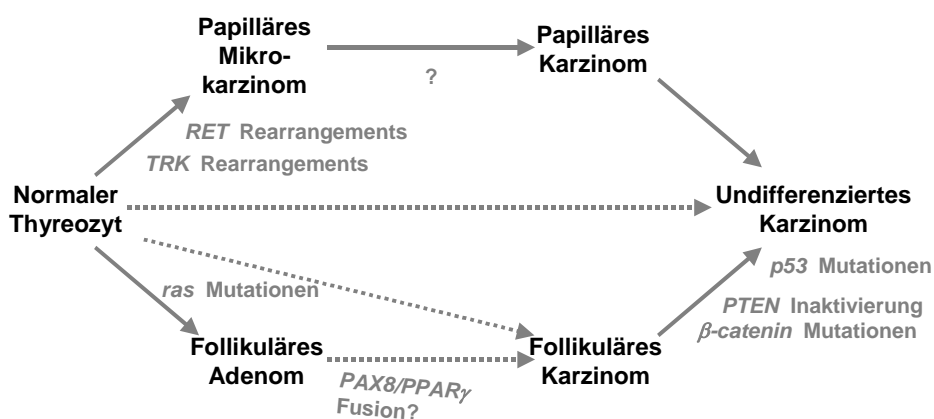 Papilläres
Mikro-
karzinom
?
Papilläres
Karzinom
RET Rearrangements
TRK Rearrangements
Normaler
Thyreozyt
Undifferenziertes
Karzinom
p53 Mutationen
ras Mutationen
PTEN Inaktivierung
β-catenin Mutationen
Follikuläres
Adenom
PAX8/PPARγ
Fusion?
Follikuläres
Karzinom